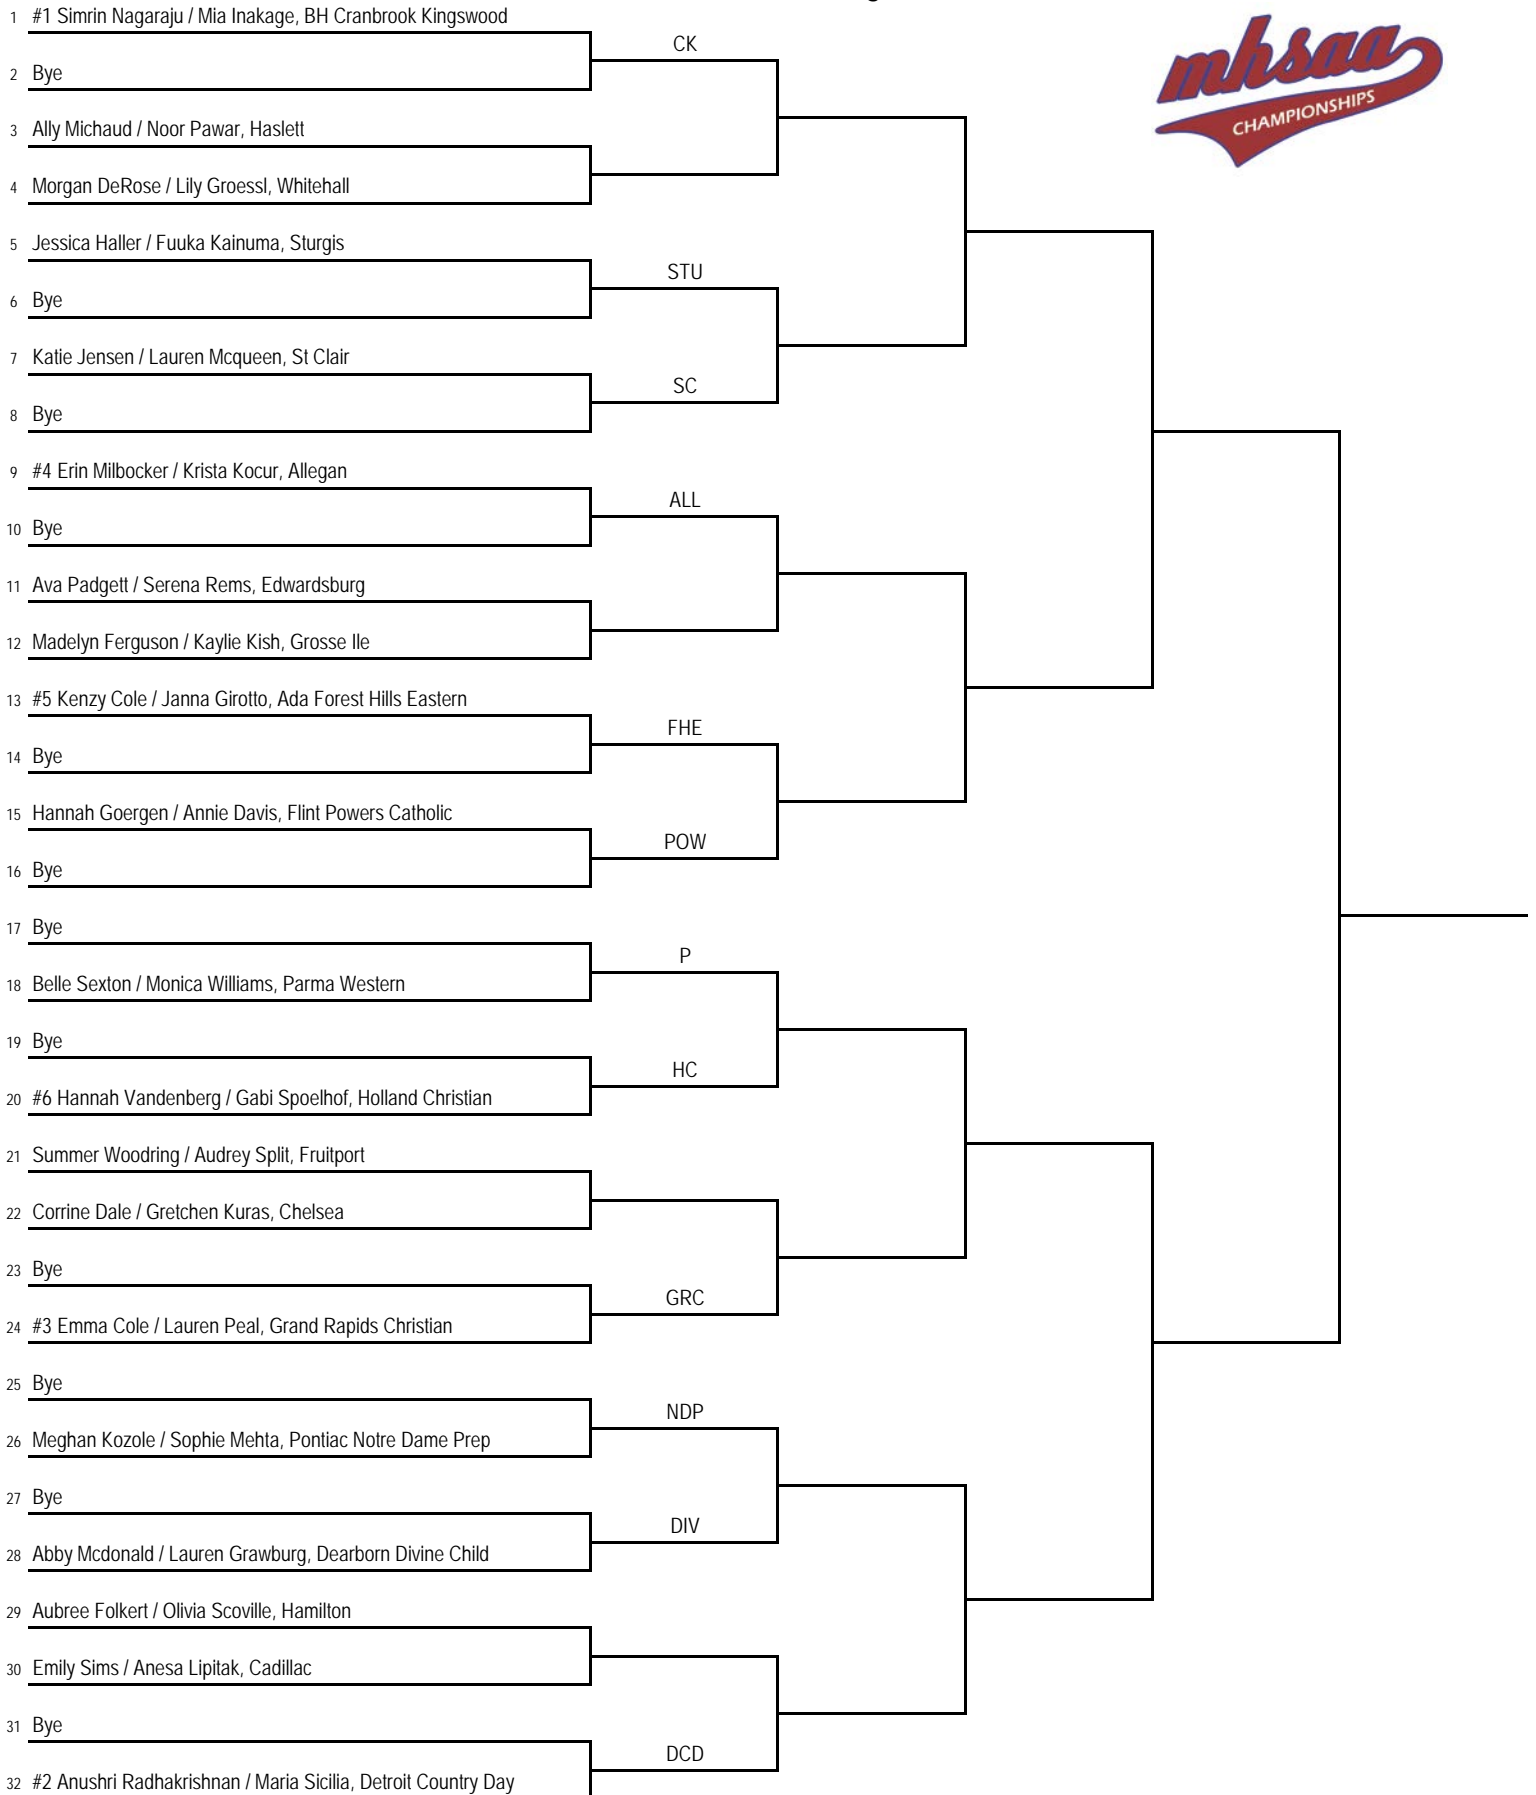 1 #1 Simrin Nagaraju / Mia Inakage, BH Cranbrook Kingswood
CK
2 Bye
3 Ally Michaud / Noor Pawar, Haslett
4 Morgan DeRose / Lily Groessl, Whitehall
5 Jessica Haller / Fuuka Kainuma, Sturgis
STU
6 Bye
7 Katie Jensen / Lauren Mcqueen, St Clair
SC
8 Bye
9 #4 Erin Milbocker / Krista Kocur, Allegan
ALL
10 Bye
11 Ava Padgett / Serena Rems, Edwardsburg
12 Madelyn Ferguson / Kaylie Kish, Grosse Ile
13 #5 Kenzy Cole / Janna Girotto, Ada Forest Hills Eastern
FHE
14 Bye
15 Hannah Goergen / Annie Davis, Flint Powers Catholic
POW
16 Bye
17 Bye
P
18 Belle Sexton / Monica Williams, Parma Western
19 Bye
HC
20 #6 Hannah Vandenberg / Gabi Spoelhof, Holland Christian
21 Summer Woodring / Audrey Split, Fruitport
22 Corrine Dale / Gretchen Kuras, Chelsea
23 Bye
GRC
24 #3 Emma Cole / Lauren Peal, Grand Rapids Christian
25 Bye
NDP
26 Meghan Kozole / Sophie Mehta, Pontiac Notre Dame Prep
27 Bye
DIV
28 Abby Mcdonald / Lauren Grawburg, Dearborn Divine Child
29 Aubree Folkert / Olivia Scoville, Hamilton
30 Emily Sims / Anesa Lipitak, Cadillac
31 Bye
DCD
32 #2 Anushri Radhakrishnan / Maria Sicilia, Detroit Country Day
mhsaa
CHAMPIONSHIPS